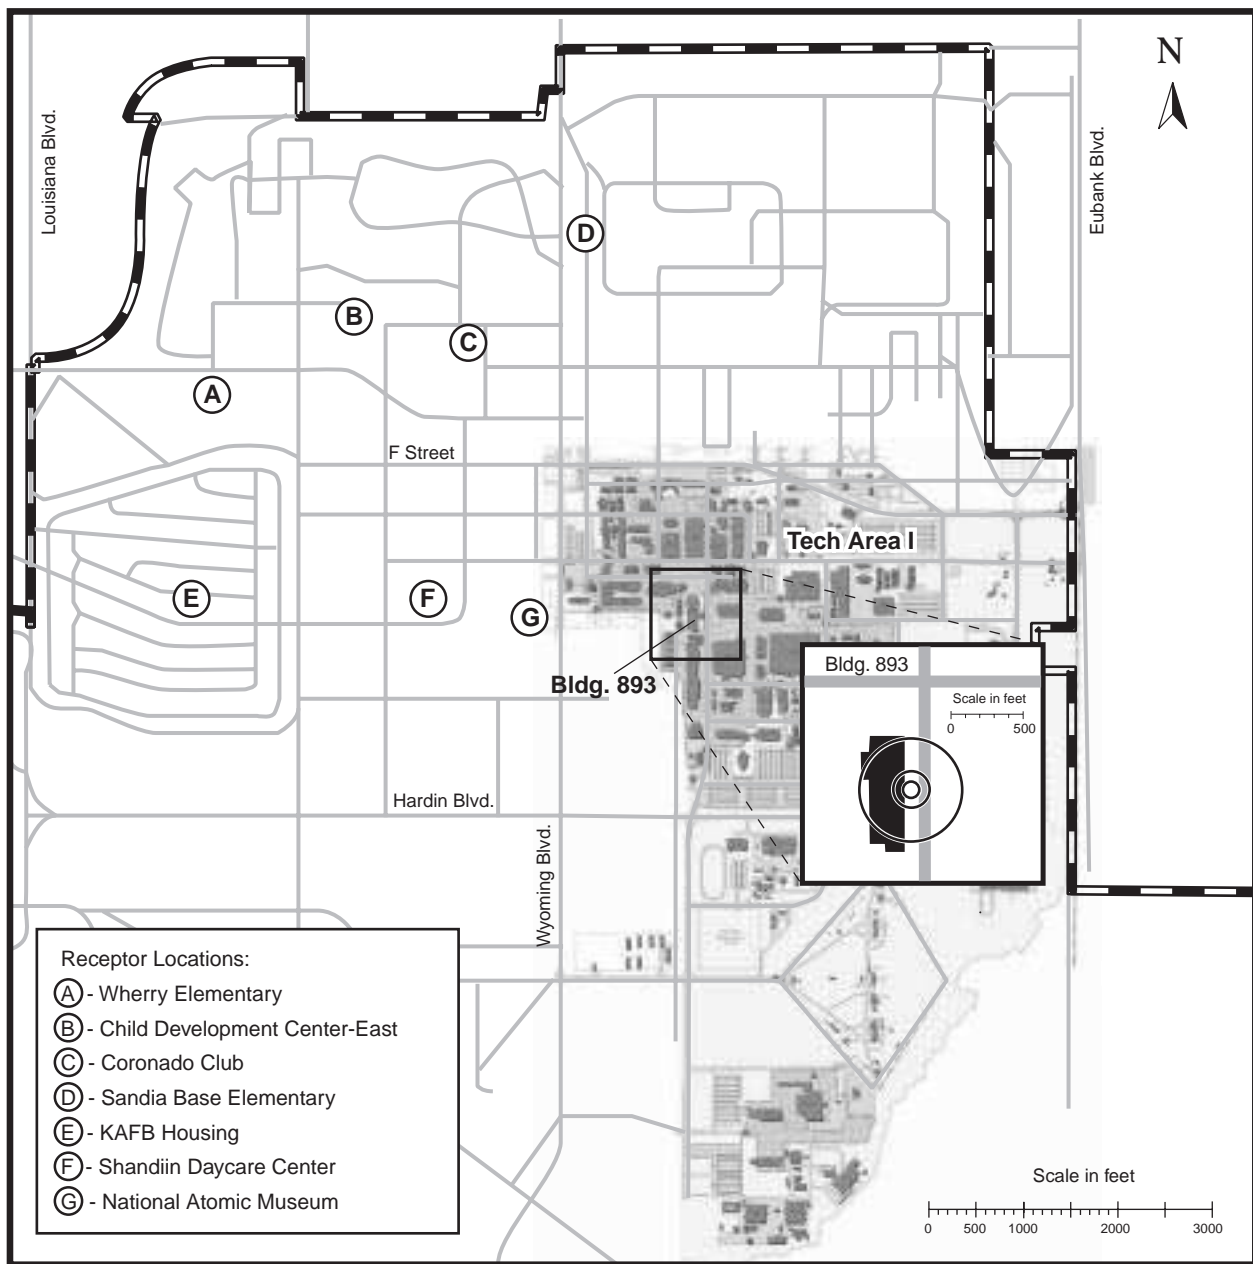 N
Louisiana Blvd.
Eubank Blvd.
D
B
C
A
F Street
Tech Area I
E
F
G
Bldg. 893
Bldg. 893
Scale in feet
0 500
Hardin Blvd.
Wyoming Blvd.
Receptor Locations:
A - Wherry Elementary
B - Child Development Center-East
C - Coronado Club
D - Sandia Base Elementary
E - KAFB Housing
F - Shandiin Daycare Center
G - National Atomic Museum
Scale in feet
0 500 1000 2000 3000